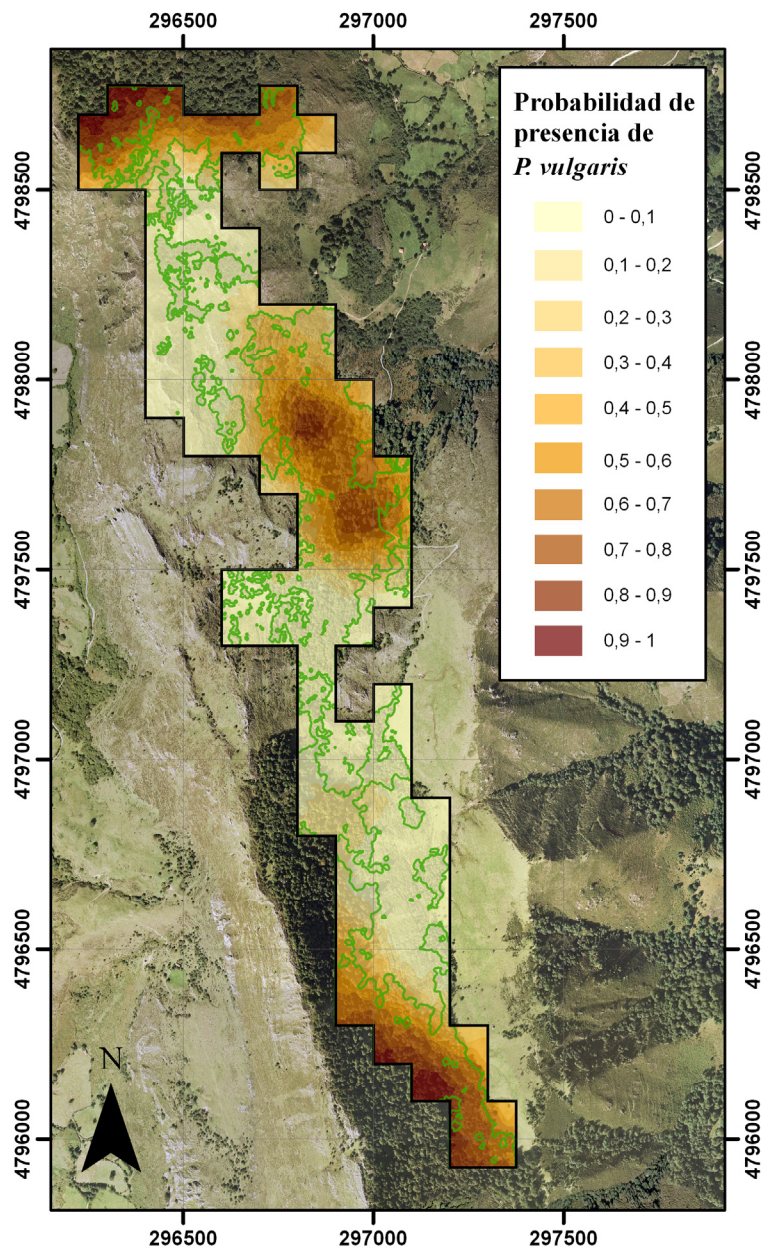 296500 297000 297500
Probabilidad de
presencia de
P. vulgaris
0 - 0,1
0,1 - 0,2
0,2 - 0,3
0,3 - 0,4
0,4 - 0,5
0,5 - 0,6
0,6 - 0,7
0,7 - 0,8
0,8 - 0,9
0,9 - 1
4798500 4798500
4798000 4798000
4797500 4797500
4797000 4797000
4796500 4796500
4796000 4796000
N
296500 297000 297500